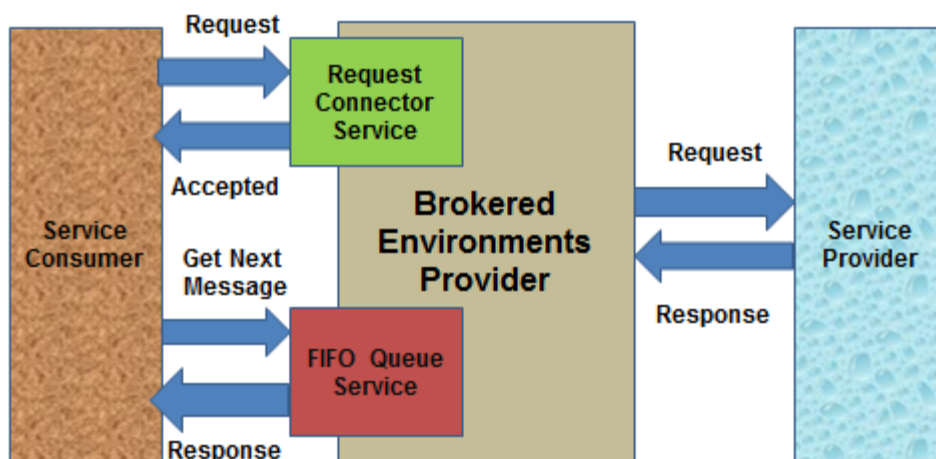 Request
Request
Connector
Service
Accepted
Service
Consumer
Get Next
Message
FIFO Queue
Service
Response
Brokered
Environments
Provider
Request
Response
Service
Provider